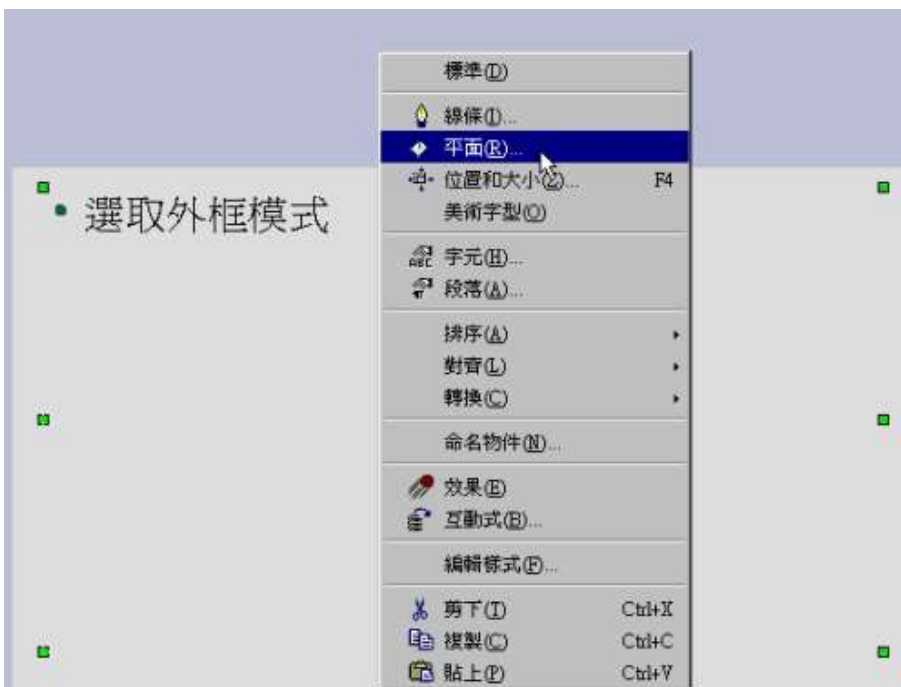 標準(D)
線條(I)...
平面(R)...
位置和大小(Z)... F4
• 選取外框模式
美術字型(O)
字元(H)...
段落(A)...
排序(A)
對齊(L)
轉換(C)
命名物件(N)...
效果(E)
互動式(B)...
編輯樣式(F)...
剪下(T) Ctrl+X
複製(C) Ctrl+C
貼上(P) Ctrl+V